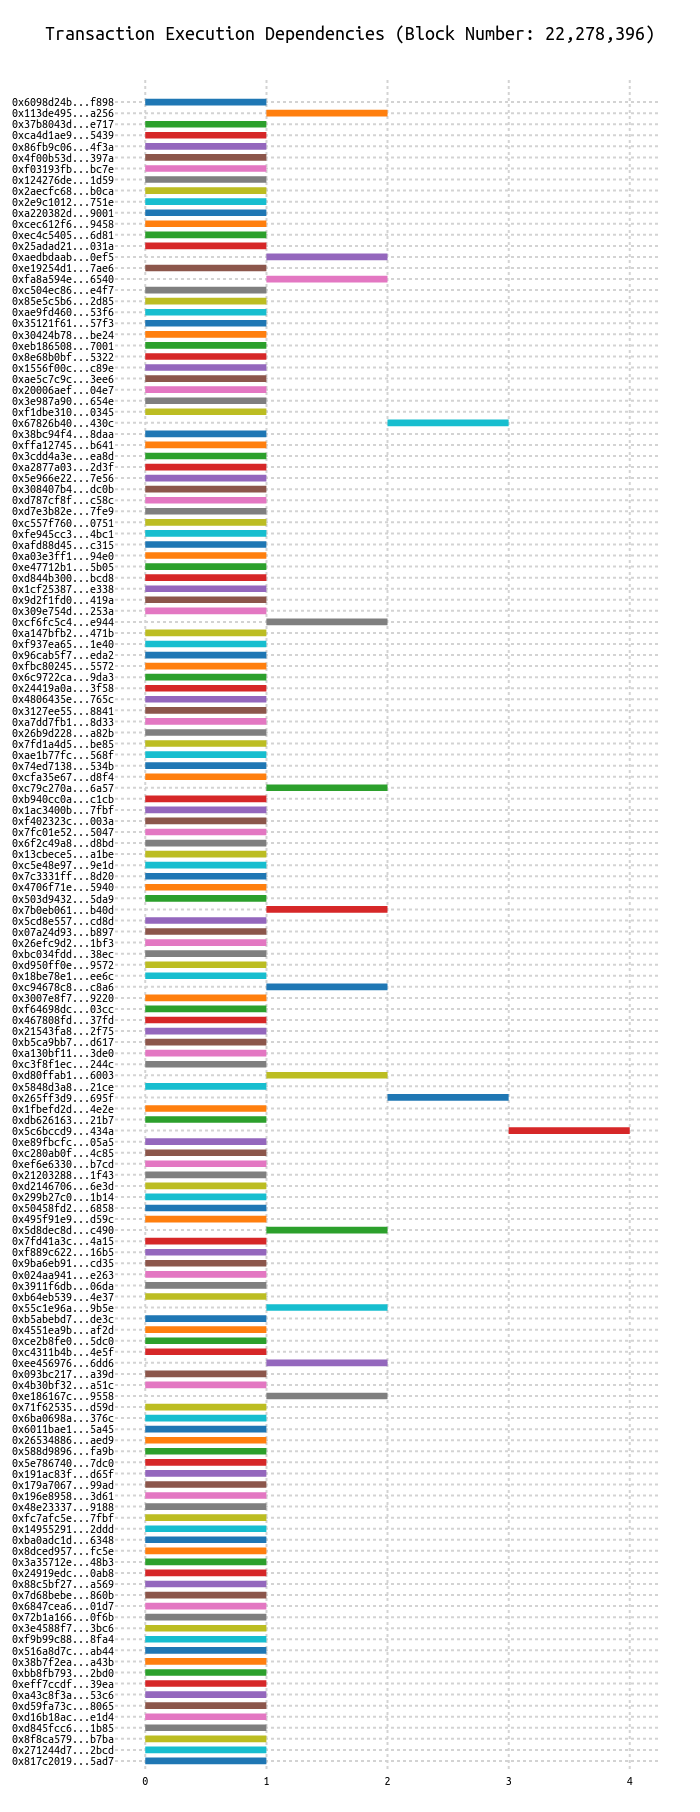 Transaction Execution Dependencies (Block Number: 22,278,396)
0x6098d24b...f898
0x113de495...a256
0x37b8043d...e717
0xca4d1ae9...5439
0x86fb9c06...4f3a
0x4f00b53d...397a
0xf03193fb...bc7e
0x124276de...1d59
0x2aecfc68...b0ca
0x2e9c1012...751e
0xa220382d...9001
0xcec612f6...9458
0xec4c5405...6d81
0x25adad21...031a
0xaedbdaab...0ef5
0xe19254d1...7ae6
0xfa8a594e...6540
0xc504ec86...e4f7
0x85e5c5b6...2d85
0xae9fd460...53f6
0x35121f61...57f3
0x30424b78...be24
0xeb186508...7001
0x8e68b0bf...5322
0x1556f00c...c89e
0xae5c7c9c...3ee6
0x20006aef...04e7
0x3e987a90...654e
0xf1dbe310...0345
0x67826b40...430c
0x38bc94f4...8daa
0xffa12745...b641
0x3cdd4a3e...ea8d
0xa2877a03...2d3f
0x5e966e22...7e56
0x308407b4...dc0b
0xd787cf8f...c58c
0xd7e3b82e...7fe9
0xc557f760...0751
0xfe945cc3...4bc1
0xafd88d45...c315
0xa03e3ff1...94e0
0xe47712b1...5b05
0xd844b300...bcd8
0x1cf25387...e338
0x9d2f1fd0...419a
0x309e754d...253a
0xcf6fc5c4...e944
0xa147bfb2...471b
0xf937ea65...1e40
0x96cab5f7...eda2
0xfbc80245...5572
0x6c9722ca...9da3
0x24419a0a...3f58
0x4806435e...765c
0x3127ee55...8841
0xa7dd7fb1...8d33
0x26b9d228...a82b
0x7fd1a4d5...be85
0xae1b77fc...568f
0x74ed7138...534b
0xcfa35e67...d8f4
0xc79c270a...6a57
0xb940cc0a...c1cb
0x1ac3400b...7fbf
0xf402323c...003a
0x7fc01e52...5047
0x6f2c49a8...d8bd
0x13cbece5...a1be
0xc5e48e97...9e1d
0x7c3331ff...8d20
0x4706f71e...5940
0x503d9432...5da9
0x7b0eb061...b40d
0x5cd8e557...cd8d
0x07a24d93...b897
0x26efc9d2...1bf3
0xbc034fdd...38ec
0xd950ff0e...9572
0x18be78e1...ee6c
0xc94678c8...c8a6
0x3007e8f7...9220
0xf64698dc...03cc
0x467808fd...37fd
0x21543fa8...2f75
0xb5ca9bb7...d617
0xa130bf11...3de0
0xc3f8f1ec...244c
0xd80ffab1...6003
0x5848d3a8...21ce
0x265ff3d9...695f
0x1fbefd2d...4e2e
0xdb626163...21b7
0x5c6bccd9...434a
0xe89fbcfc...05a5
0xc280ab0f...4c85
0xef6e6330...b7cd
0x21203288...1f43
0xd2146706...6e3d
0x299b27c0...1b14
0x50458fd2...6858
0x495f91e9...d59c
0x5d8dec8d...c490
0x7fd41a3c...4a15
0xf889c622...16b5
0x9ba6eb91...cd35
0x024aa941...e263
0x3911f6db...06da
0xb64eb539...4e37
0x55c1e96a...9b5e
0xb5abebd7...de3c
0x4551ea9b...af2d
0xce2b8fe0...5dc0
0xc4311b4b...4e5f
0xee456976...6dd6
0x093bc217...a39d
0x4b30bf32...a51c
0xe186167c...9558
0x71f62535...d59d
0x6ba0698a...376c
0x6011bae1...5a45
0x26534886...aed9
0x588d9896...fa9b
0x5e786740...7dc0
0x191ac83f...d65f
0x179a7067...99ad
0x196e8958...3d61
0x48e23337...9188
0xfc7afc5e...7fbf
0x14955291...2ddd
0xba0adc1d...6348
0x8dced957...fc5e
0x3a35712e...48b3
0x24919edc...0ab8
0x88c5bf27...a569
0x7d68bebe...860b
0x6847cea6...01d7
0x72b1a166...0f6b
0x3e4588f7...3bc6
0xf9b99c88...8fa4
0x516a8d7c...ab44
0x38b7f2ea...a43b
0xbb8fb793...2bd0
0xeff7ccdf...39ea
0xa43c8f3a...53c6
0xd59fa73c...8065
0xd16b18ac...e1d4
0xd845fcc6...1b85
0x8f8ca579...b7ba
0x271244d7...2bcd
0x817c2019...5ad7
0 1 2 3 4